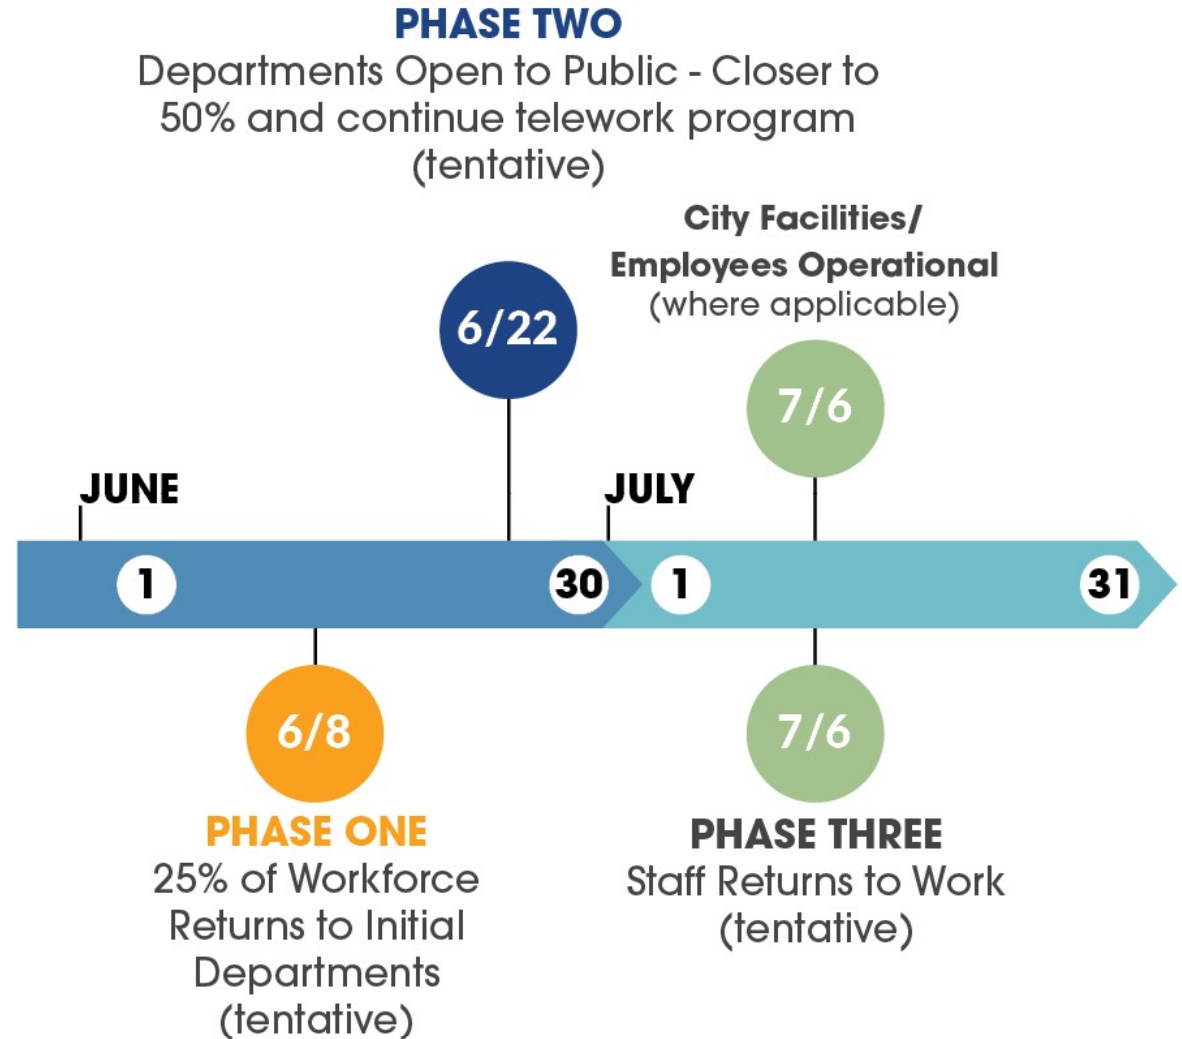 PHASE TWO
Departments Open to Public - Closer to
50% and continue telework program
(tentative)
City Facilities/
Employees Operational
(where applicable)
6/22
7/6
JUNE
JULY
1
30
1
31
6/8
7/6
PHASE ONE
25% of Workforce
Returns to Initial
Departments
(tentative)
PHASE THREE
Staff Returns to Work
(tentative)